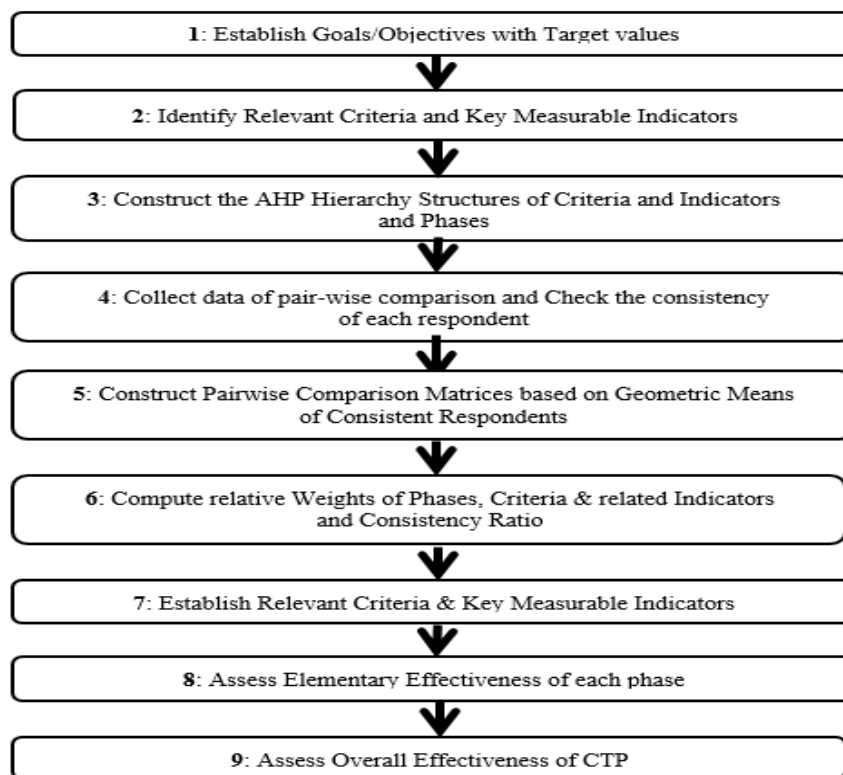 1: Establish Goals/Objectives with Target values
2: Identify Relevant Criteria and Key Measurable Indicators
3: Construct the AHP Hierarchy Structures of Criteria and Indicators
and Phases
4: Collect data of pair-wise comparison and Check the consistency
of each respondent
5: Construct Pairwise Comparison Matrices based on Geometric Means
of Consistent Respondents
6: Compute relative Weights of Phases, Criteria & related Indicators
and Consistency Ratio
7: Establish Relevant Criteria & Key Measurable Indicators
8: Assess Elementary Effectiveness of each phase
9: Assess Overall Effectiveness of CTP